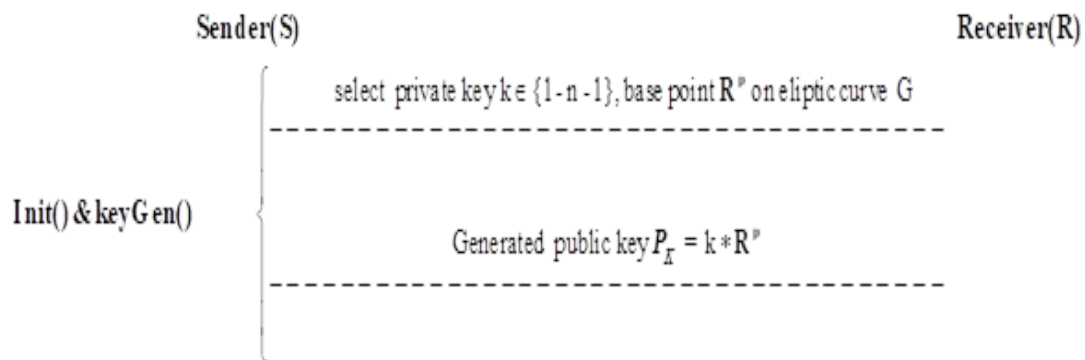 Sender(S) Receiver(R)
select private key k ∈ {1 - n - 1}, base point R^p on eliptic curve G
Init() & keyGen()
Generated public key P_K = k * R^p